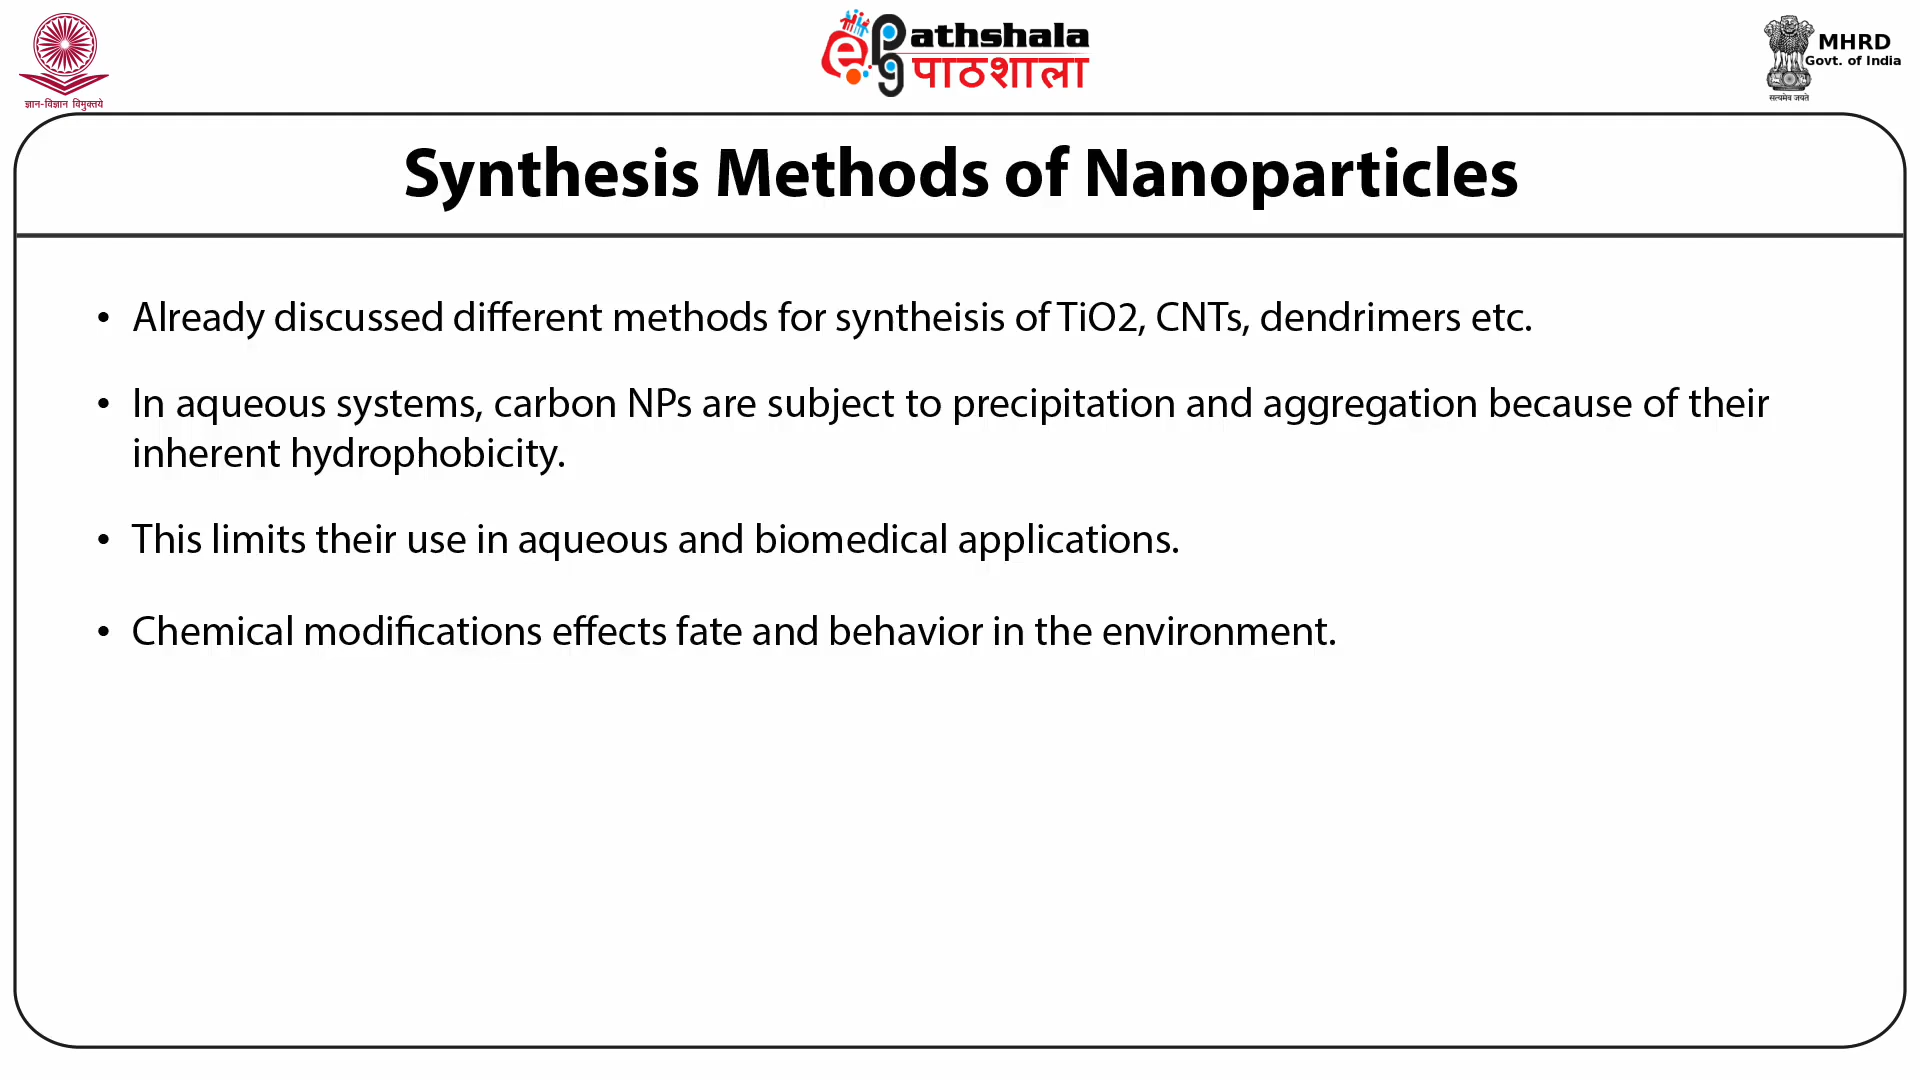 ज्ञान-विज्ञान विमुक्तये
ePathshala
पाठशाला
MHRD
Govt. of India
सत्यमेव जयते
Synthesis Methods of Nanoparticles
• Already discussed different methods for syntheisis of TiO2, CNTs, dendrimers etc.
• In aqueous systems, carbon NPs are subject to precipitation and aggregation because of their
inherent hydrophobicity.
• This limits their use in aqueous and biomedical applications.
• Chemical modifications effects fate and behavior in the environment.